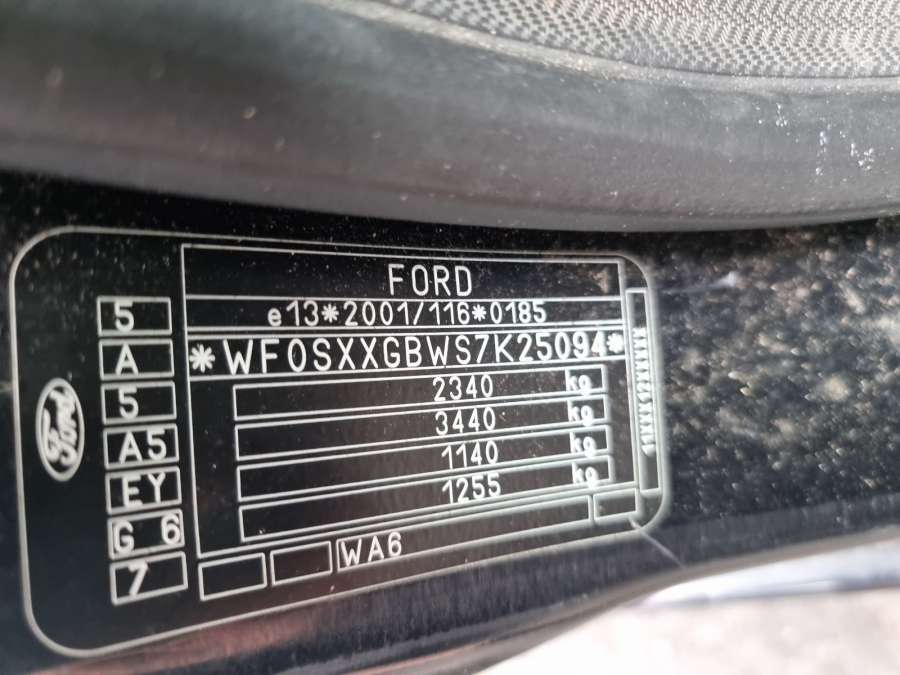 FORD
e13*2001/116*0185
*WF0SXXGBWS7K25094*
2340 kg
3440 kg
1140 kg
1255 kg
5
A
5
A5
EY
G 6
7
WA6
Ford